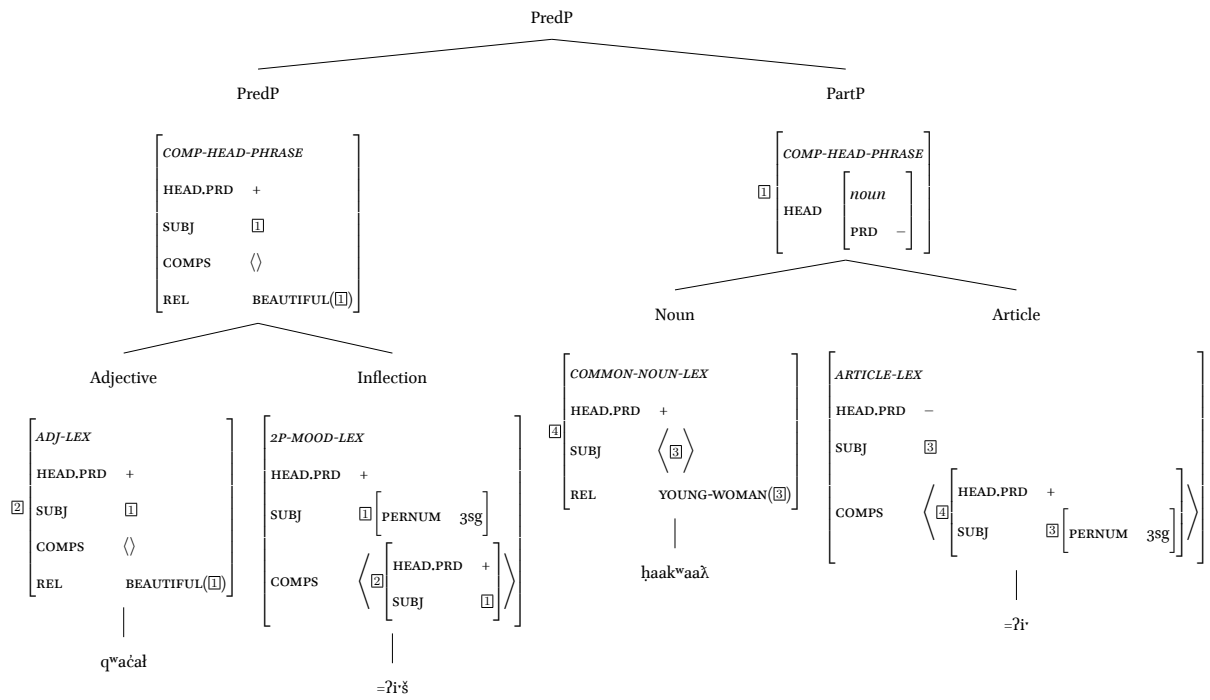 PredP
PredP
PartP
COMP-HEAD-PHRASE
HEAD.PRD +
SUBJ 1
COMPS ⟨⟩
REL BEAUTIFUL(1)
1
COMP-HEAD-PHRASE
HEAD
noun
PRD −
Adjective
Inflection
Noun
Article
2
ADJ-LEX
HEAD.PRD +
SUBJ 1
COMPS ⟨⟩
REL BEAUTIFUL(1)
qʷac̓ał
2P-MOOD-LEX
HEAD.PRD +
SUBJ 1 PERNUM 3sg
COMPS ⟨2 HEAD.PRD +
SUBJ 1⟩
=ʔiˑš
4
COMMON-NOUN-LEX
HEAD.PRD +
SUBJ ⟨3⟩
REL YOUNG-WOMAN(3)
ḥaakʷaaƛ
ARTICLE-LEX
HEAD.PRD −
SUBJ 3
COMPS ⟨4 HEAD.PRD +
SUBJ 3 PERNUM 3sg⟩
=ʔiˑ